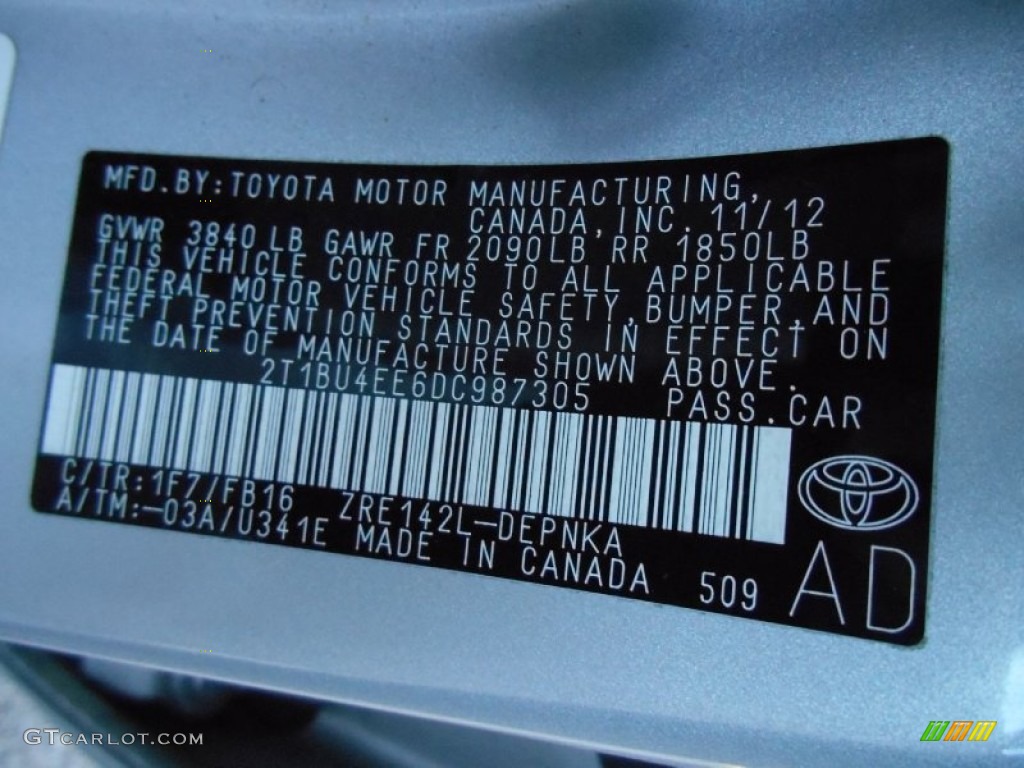 MFD.BY:TOYOTA MOTOR MANUFACTURING,
CANADA,INC. 11/12
GVWR 3840LB GAWR FR 2090LB RR 1850LB
THIS VEHICLE CONFORMS TO ALL APPLICABLE
FEDERAL MOTOR VEHICLE SAFETY,BUMPER,AND
THEFT PREVENTION STANDARDS IN EFFECT ON
THE DATE OF MANUFACTURE SHOWN ABOVE.
2T1BU4EE6DC987305 PASS.CAR
C/TR:1F7/FB16 ZRE142L-DEPNKA
A/TM:-03A/U341E MADE IN CANADA 509 AD
GTCARLOT.COM